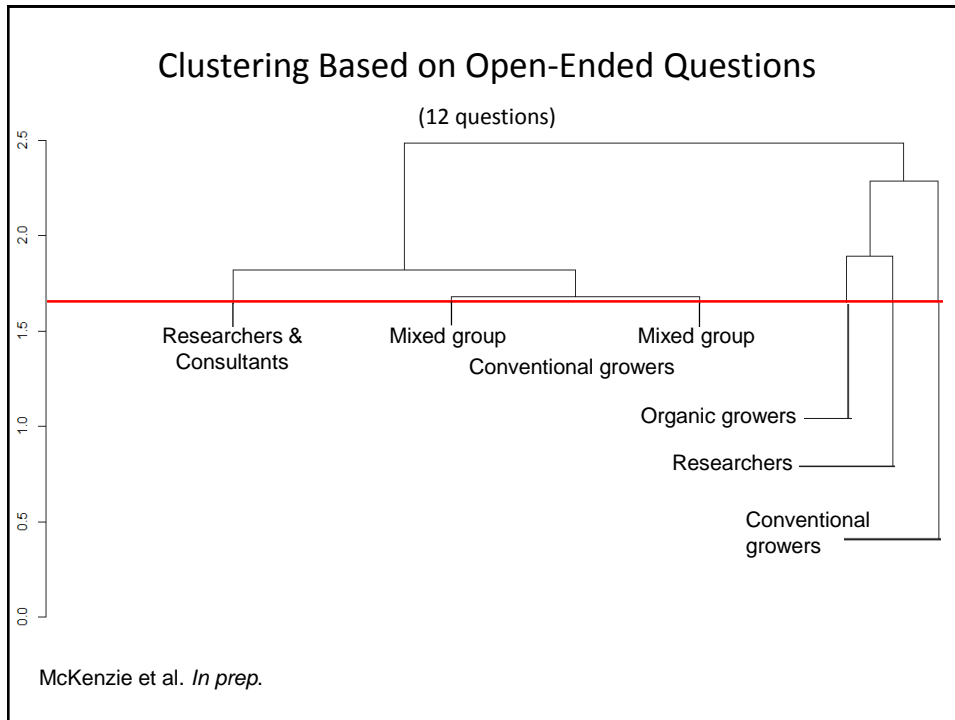 Clustering Based on Open-Ended Questions
(12 questions)
2.5
2.0
1.5
1.0
0.5
0.0
Researchers &
Consultants
Mixed group
Mixed group
Conventional growers
Organic growers
Researchers
Conventional
growers
McKenzie et al. In prep.